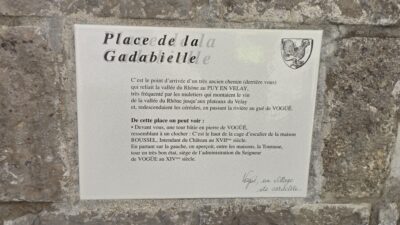 Place de la
Gadabielle
C'est le point d'arrivée d'un très ancien chemin (derrière vous)
qui reliait la vallée du Rhône au PUY EN VELAY,
très fréquenté par les muletiers qui montaient le vin
de la vallée du Rhône jusqu'aux plateaux du Velay
et, redescendaient les céréales, en passant la rivière au gué de VOGÜÉ.
De cette place on peut voir :
• Devant vous, une tour bâtie en pierre de VOGÜÉ,
ressemblant à un clocher : C'est le haut de la cage d'escalier de la maison
ROUSSEL, Intendant du Château au XVIIème siècle.
En partant sur la gauche, on aperçoit, entre les maisons, la Tournasse,
tour en très bon état, siège de l'administration du Seigneur
de VOGÜÉ au XIVème siècle.
Vogüé, un village
de caractère